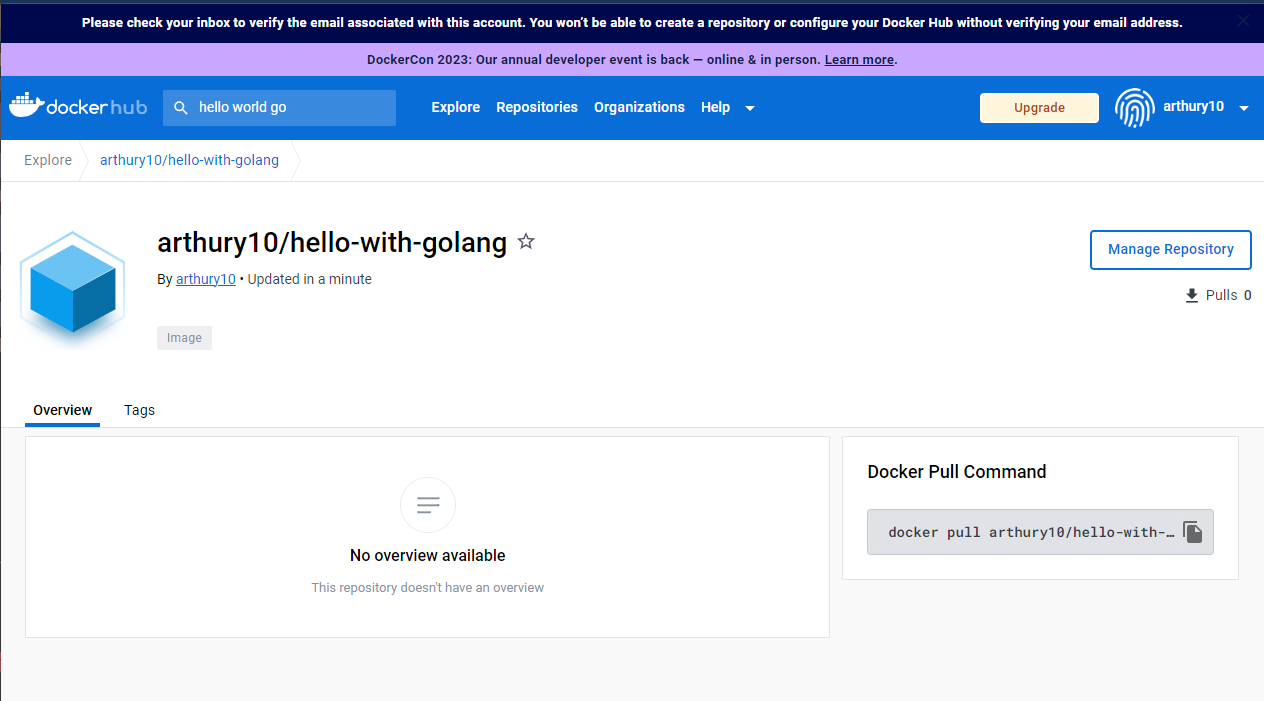 Please check your inbox to verify the email associated with this account. You won't be able to create a repository or configure your Docker Hub without verifying your email address.
DockerCon 2023: Our annual developer event is back — online & in person. Learn more.
dockerhub hello world go Explore Repositories Organizations Help Upgrade arthury10
Explore arthury10/hello-with-golang
arthury10/hello-with-golang
Manage Repository
By arthury10 • Updated in a minute
Pulls 0
Image
Overview Tags
Docker Pull Command
docker pull arthury10/hello-with-…
No overview available
This repository doesn't have an overview